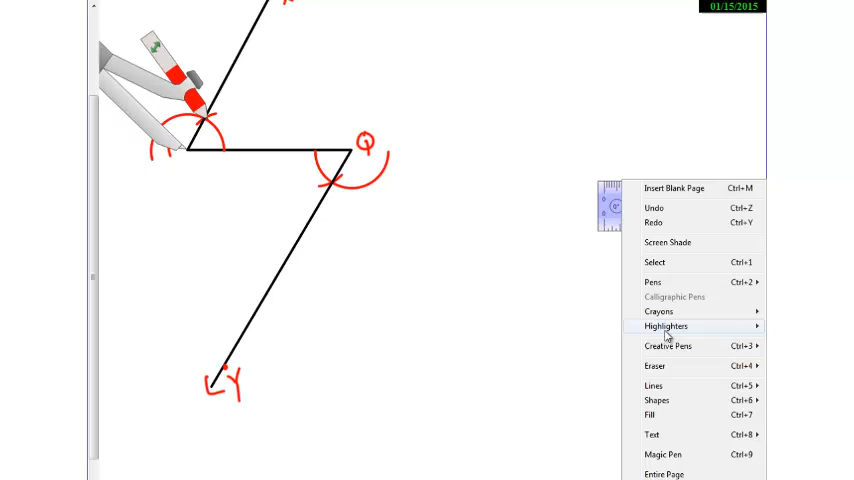 01/15/2015
Q
Insert Blank Page Ctrl+M
Undo Ctrl+Z
Redo Ctrl+Y
Screen Shade
Select Ctrl+1
Pens Ctrl+2
Calligraphic Pens
Crayons
Highlighters
Creative Pens Ctrl+3
Eraser Ctrl+4
Y
Lines Ctrl+5
Shapes Ctrl+6
Fill Ctrl+7
Text Ctrl+8
Magic Pen Ctrl+9
Entire Page